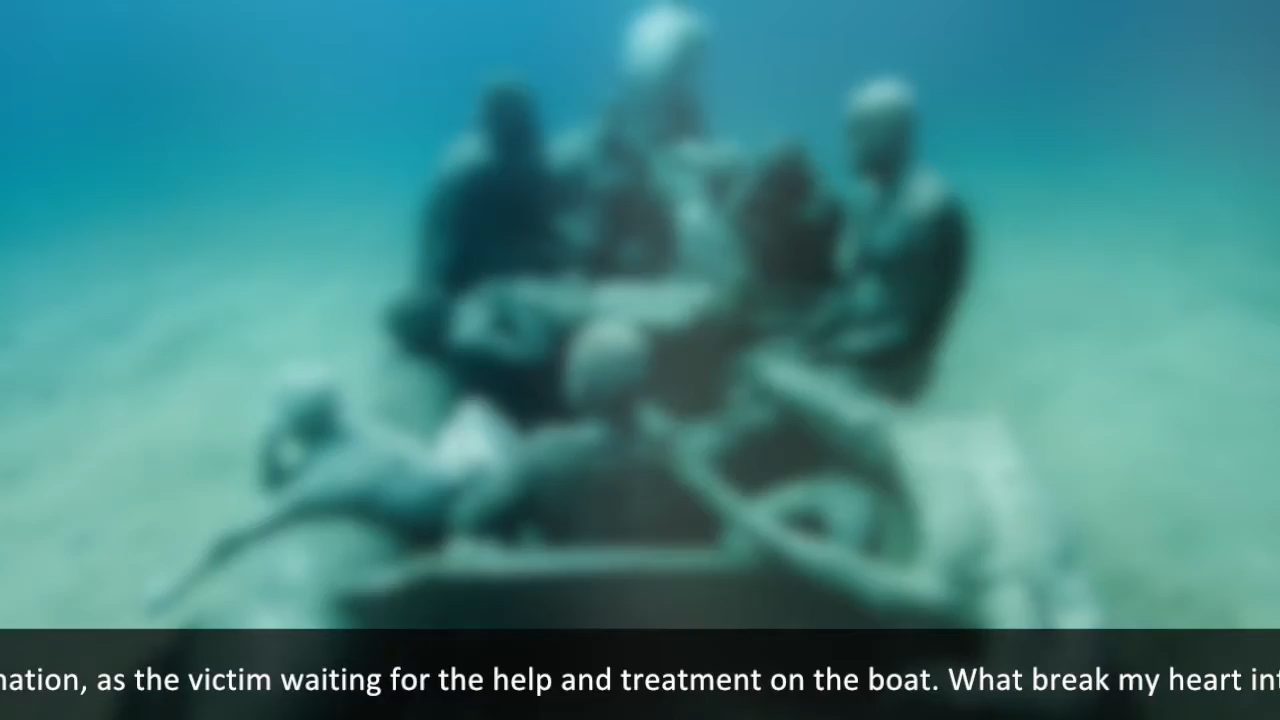 as the victim waiting for the help and treatment on the boat. What break my heart